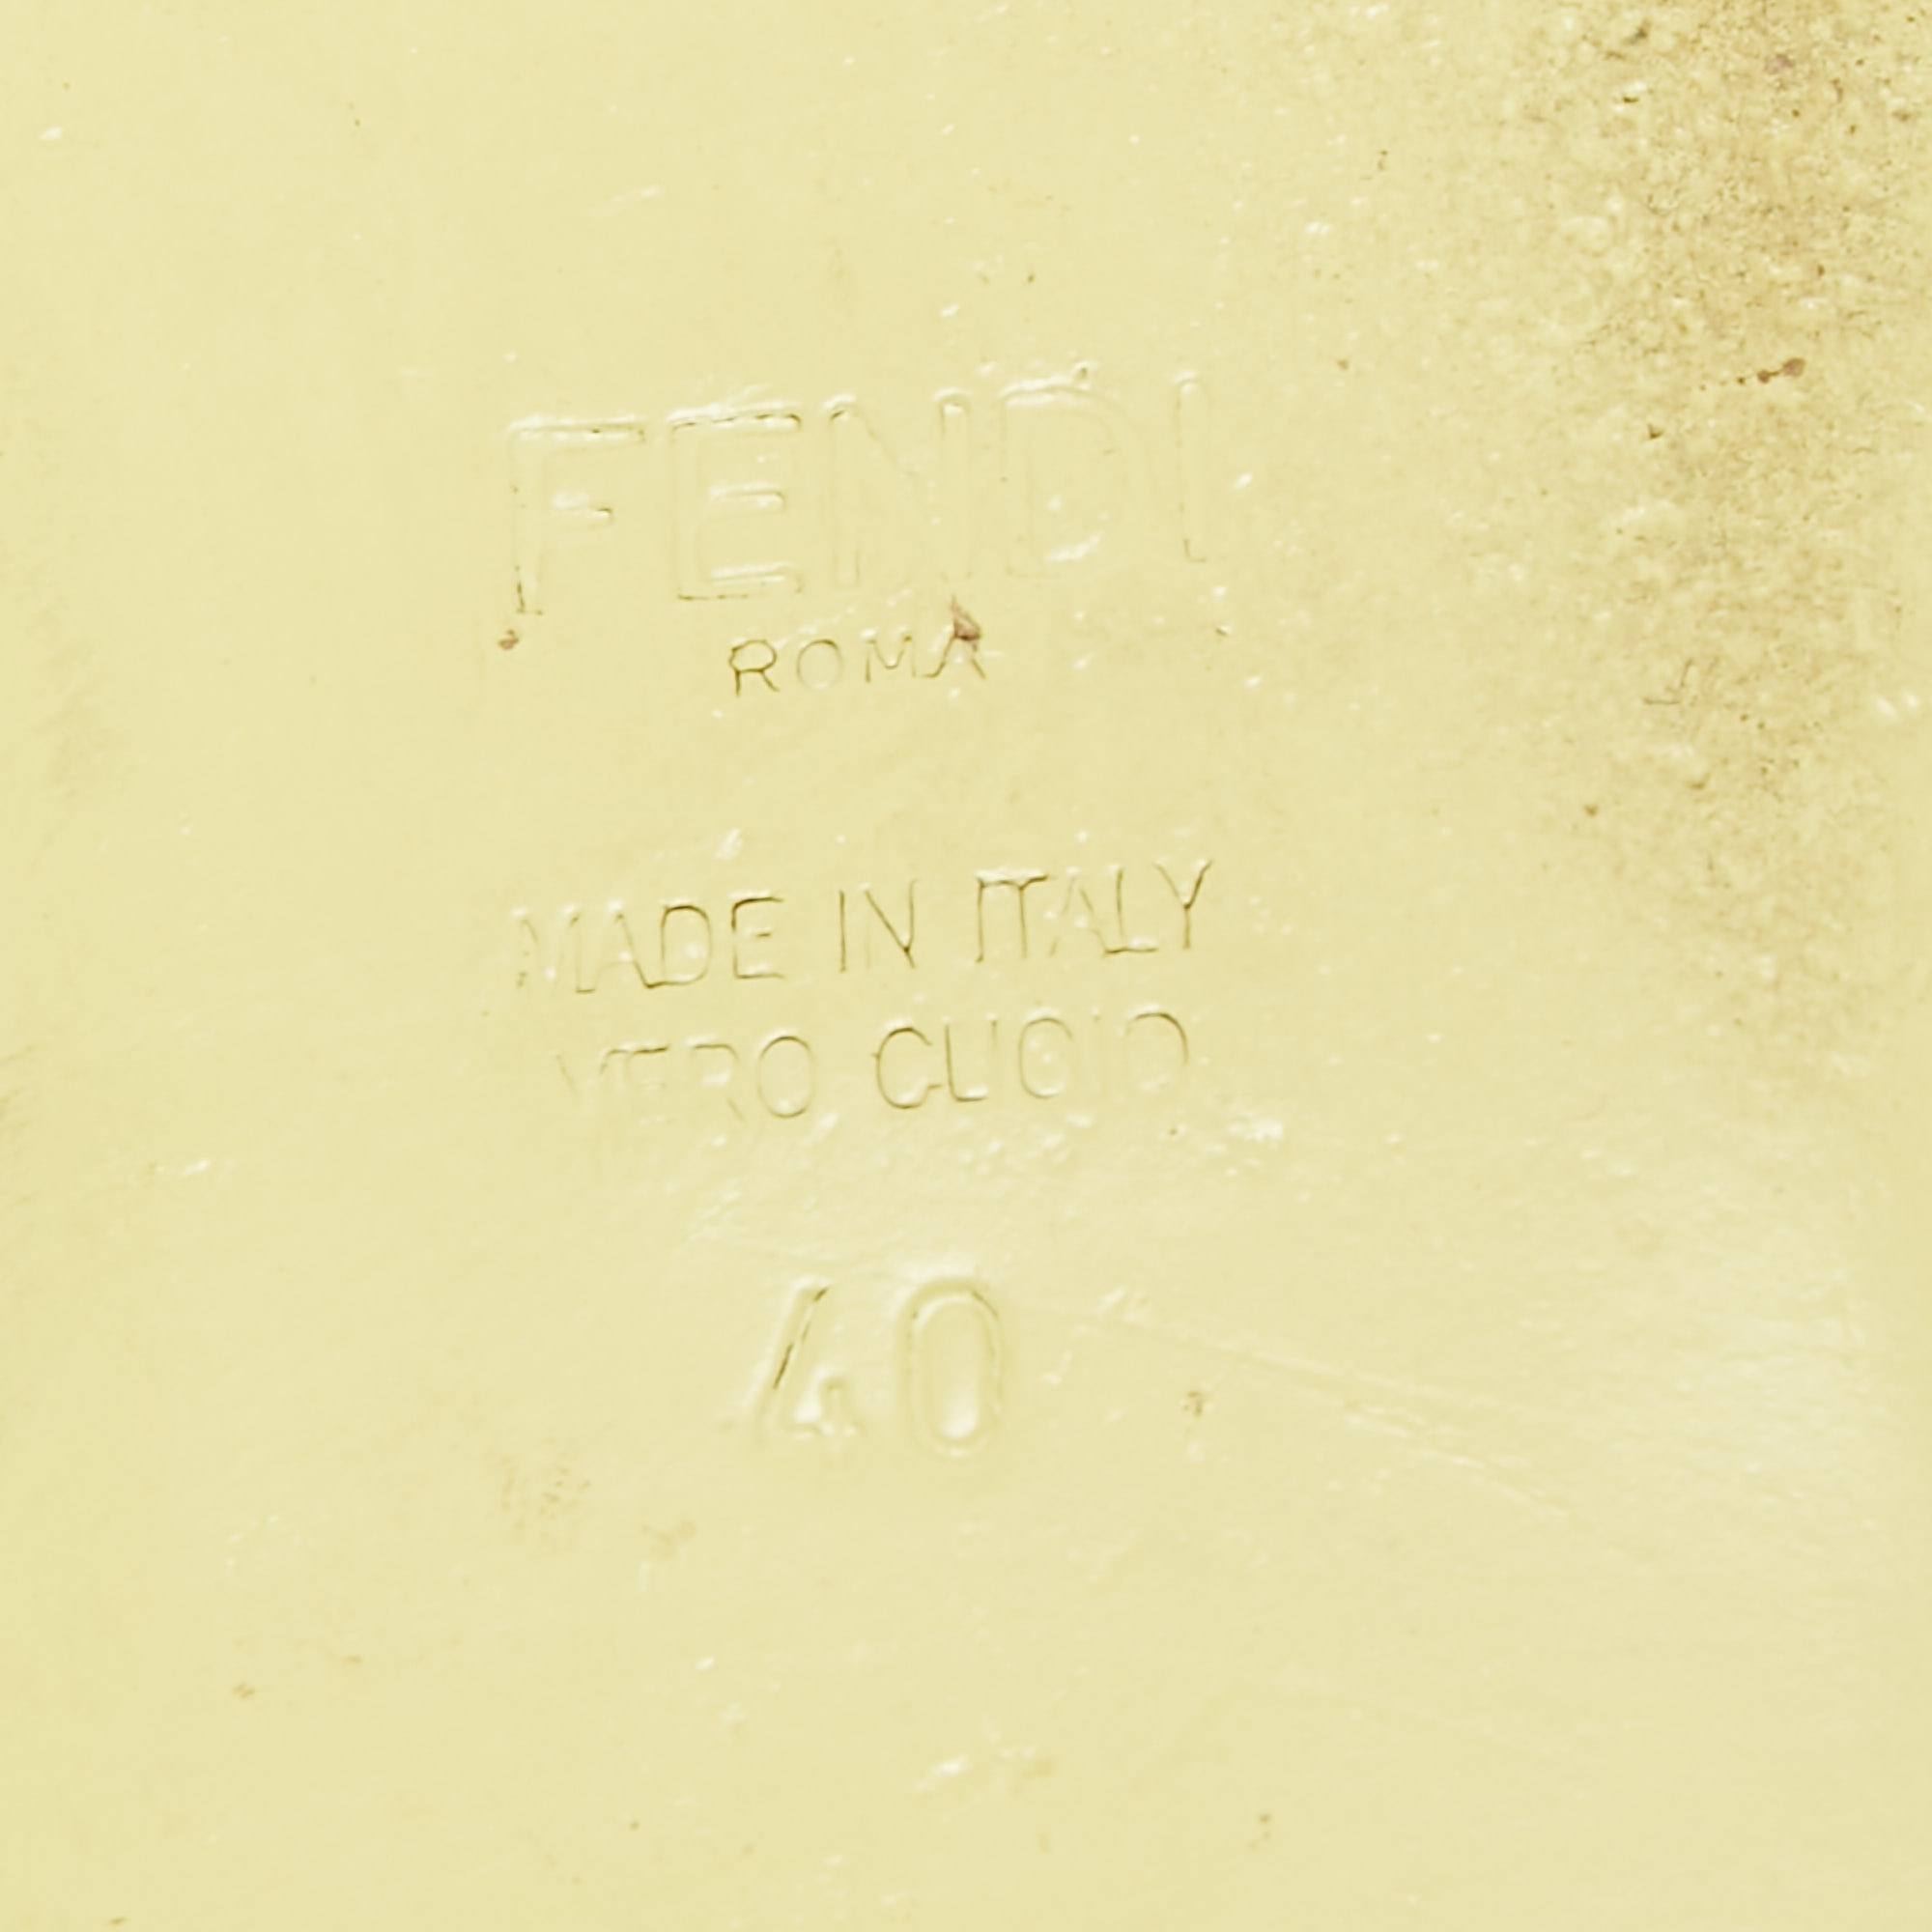 FENDI
ROMA
MADE IN ITALY
VERO CUOIO
40